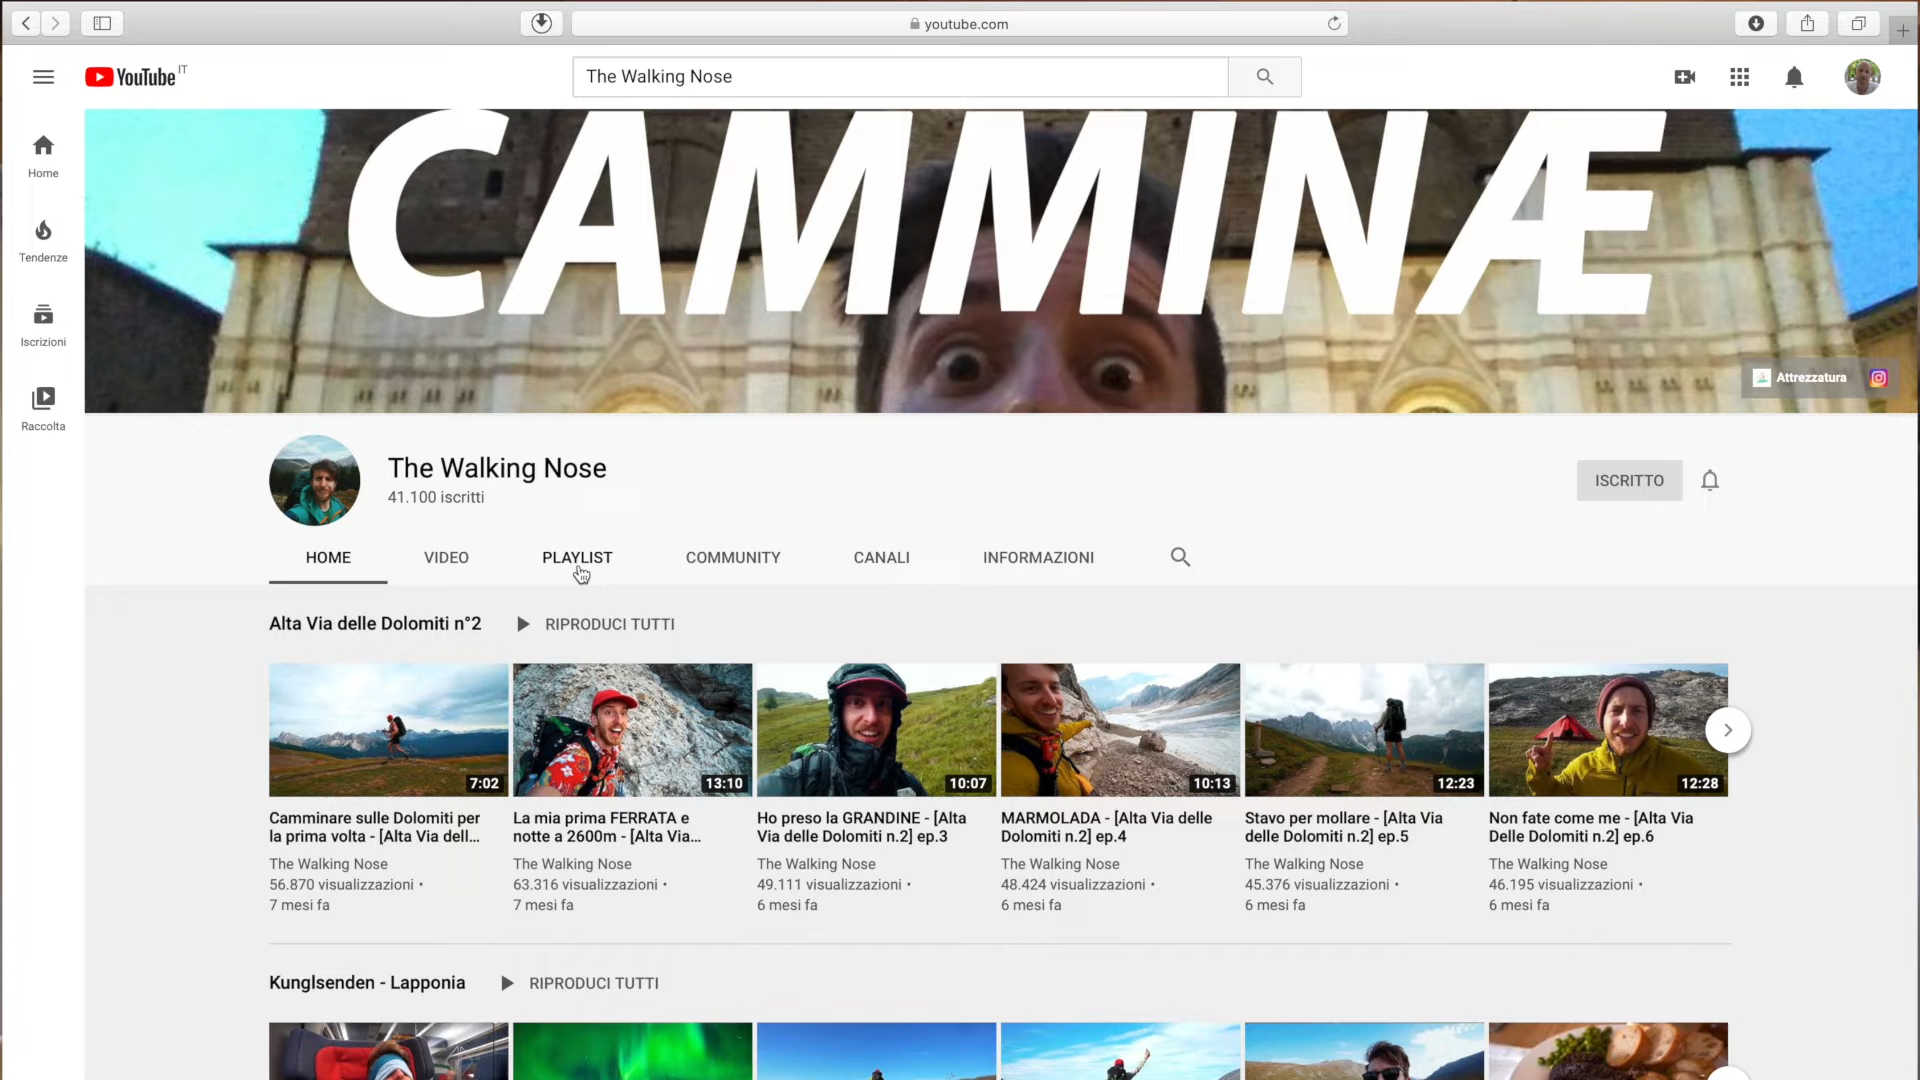 youtube.com
YouTube IT
The Walking Nose
Home
Tendenze
Iscrizioni
Raccolta
CAMMINÆ
Attrezzatura
The Walking Nose
41.100 iscritti
ISCRITTO
HOME
VIDEO
PLAYLIST
COMMUNITY
CANALI
INFORMAZIONI
Alta Via delle Dolomiti n°2
RIPRODUCI TUTTI
7:02
Camminare sulle Dolomiti per
la prima volta - [Alta Via dell...
The Walking Nose
56.870 visualizzazioni •
7 mesi fa
13:10
La mia prima FERRATA e
notte a 2600m - [Alta Via...
The Walking Nose
63.316 visualizzazioni •
7 mesi fa
10:07
Ho preso la GRANDINE - [Alta
Via delle Dolomiti n.2] ep.3
The Walking Nose
49.111 visualizzazioni •
6 mesi fa
10:13
MARMOLADA - [Alta Via delle
Dolomiti n.2] ep.4
The Walking Nose
48.424 visualizzazioni •
6 mesi fa
12:23
Stavo per mollare - [Alta Via
delle Dolomiti n.2] ep.5
The Walking Nose
45.376 visualizzazioni •
6 mesi fa
12:28
Non fate come me - [Alta Via
Delle Dolomiti n.2] ep.6
The Walking Nose
46.195 visualizzazioni •
6 mesi fa
Kunglsenden - Lapponia
RIPRODUCI TUTTI